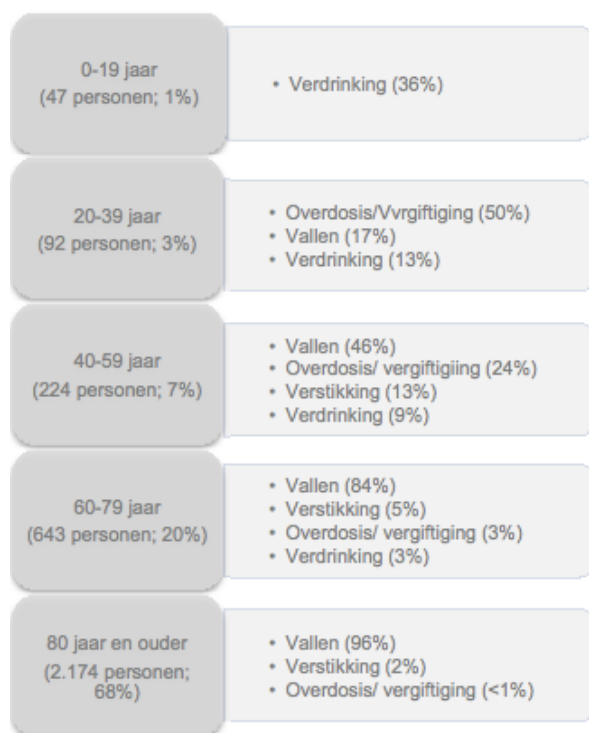 0-19 jaar
(47 personen; 1%)
• Verdrinking (36%)
20-39 jaar
(92 personen; 3%)
• Overdosis/Vvrgiftiging (50%)
• Vallen (17%)
• Verdrinking (13%)
40-59 jaar
(224 personen; 7%)
• Vallen (46%)
• Overdosis/ vergiftigiing (24%)
• Verstikking (13%)
• Verdrinking (9%)
60-79 jaar
(643 personen; 20%)
• Vallen (84%)
• Verstikking (5%)
• Overdosis/ vergiftiging (3%)
• Verdrinking (3%)
80 jaar en ouder
(2.174 personen;
68%)
• Vallen (96%)
• Verstikking (2%)
• Overdosis/ vergiftiging (<1%)